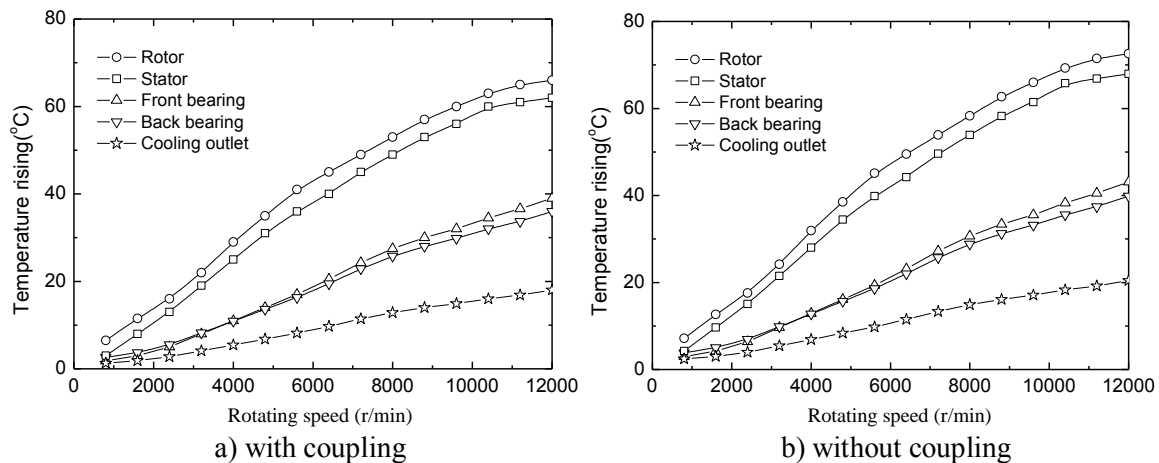 80
60
40
20
0
Temperature rising(°C)
Rotor
Stator
Front bearing
Back bearing
Cooling outlet
0 2000 4000 6000 8000 10000 12000
Rotating speed (r/min)
a) with coupling
80
60
40
20
0
Temperature rising(°C)
Rotor
Stator
Front bearing
Back bearing
Cooling outlet
0 2000 4000 6000 8000 10000 12000
Rotating speed (r/min)
b) without coupling